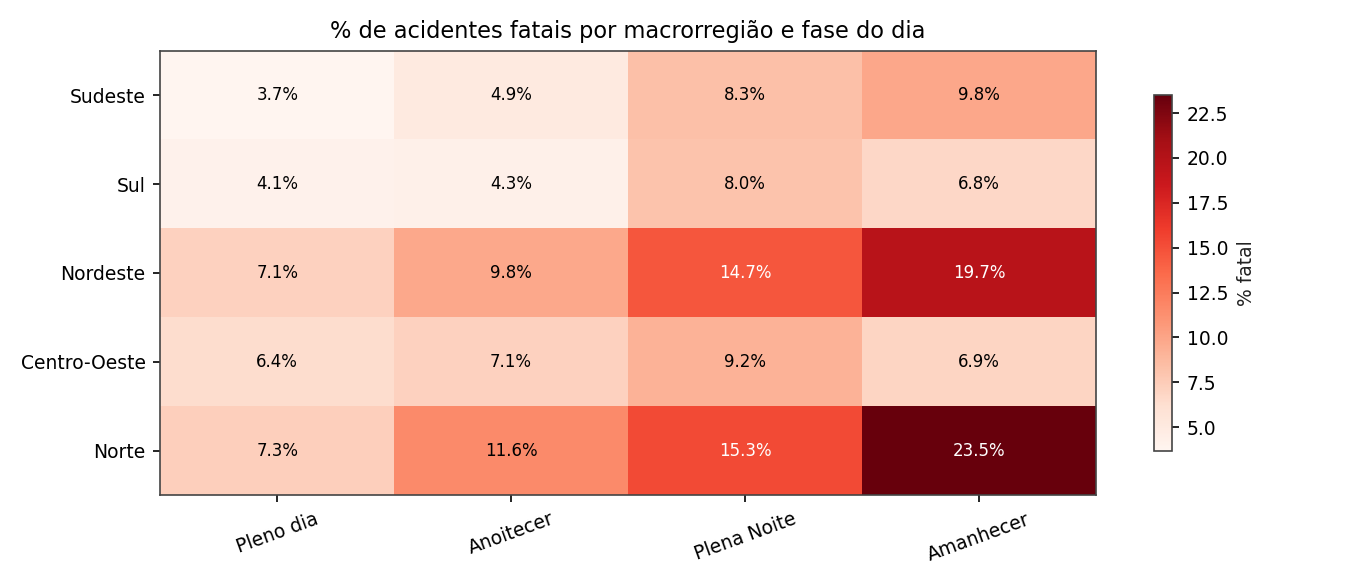 % de acidentes fatais por macrorregião e fase do dia
Sudeste 3.7% 4.9% 8.3% 9.8%
Sul 4.1% 4.3% 8.0% 6.8%
Nordeste 7.1% 9.8% 14.7% 19.7%
Centro-Oeste 6.4% 7.1% 9.2% 6.9%
Norte 7.3% 11.6% 15.3% 23.5%
Pleno dia Anoitecer Plena Noite Amanhecer
22.5
20.0
17.5
15.0
12.5
10.0
7.5
5.0
% fatal